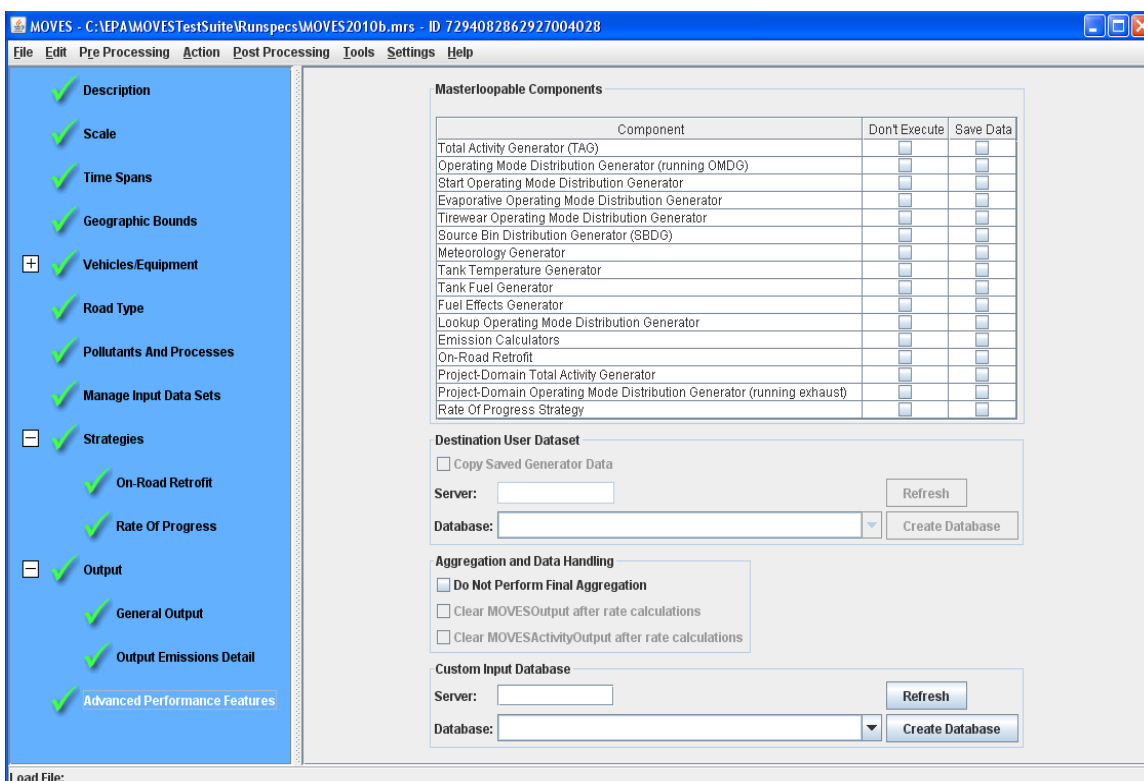 MOVES - C:\EPA\MOVESTestSuite\Runspecs\MOVES2010b.mrs - ID 7294082862927004028
File Edit Pre Processing Action Post Processing Tools Settings Help
Description
Scale
Time Spans
Geographic Bounds
Vehicles/Equipment
Road Type
Pollutants And Processes
Manage Input Data Sets
Strategies
On-Road Retrofit
Rate Of Progress
Output
General Output
Output Emissions Detail
Advanced Performance Features
Masterloopable Components
Component Don't Execute Save Data
Total Activity Generator (TAG)
Operating Mode Distribution Generator (running OMDG)
Start Operating Mode Distribution Generator
Evaporative Operating Mode Distribution Generator
Tirewear Operating Mode Distribution Generator
Source Bin Distribution Generator (SBDG)
Meteorology Generator
Tank Temperature Generator
Tank Fuel Generator
Fuel Effects Generator
Lookup Operating Mode Distribution Generator
Emission Calculators
On-Road Retrofit
Project-Domain Total Activity Generator
Project-Domain Operating Mode Distribution Generator (running exhaust)
Rate Of Progress Strategy
Destination User Dataset
Copy Saved Generator Data
Server: Refresh
Database: Create Database
Aggregation and Data Handling
Do Not Perform Final Aggregation
Clear MOVESOutput after rate calculations
Clear MOVESActivityOutput after rate calculations
Custom Input Database
Server: Refresh
Database: Create Database
Load File: